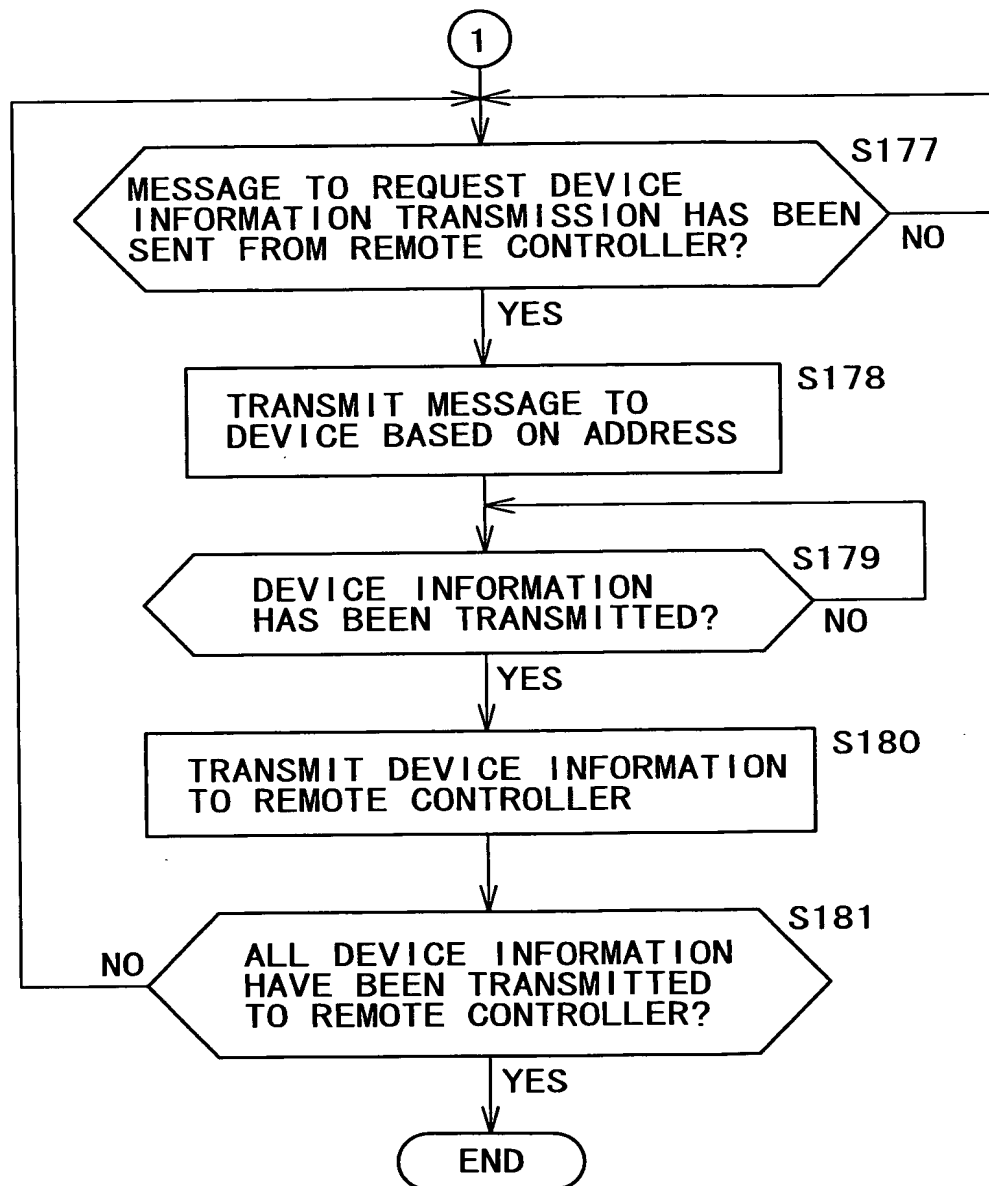 1
S177
MESSAGE TO REQUEST DEVICE
INFORMATION TRANSMISSION HAS BEEN
SENT FROM REMOTE CONTROLLER?
NO
YES
S178
TRANSMIT MESSAGE TO
DEVICE BASED ON ADDRESS
S179
DEVICE INFORMATION
HAS BEEN TRANSMITTED?
NO
YES
S180
TRANSMIT DEVICE INFORMATION
TO REMOTE CONTROLLER
S181
NO
ALL DEVICE INFORMATION
HAVE BEEN TRANSMITTED
TO REMOTE CONTROLLER?
YES
END